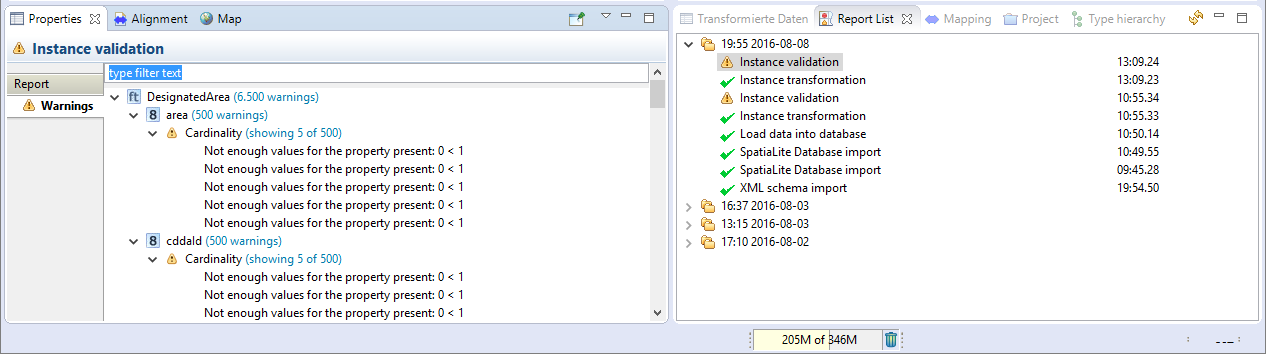 Properties Alignment Map
Instance validation
Report
Warnings
type filter text
DesignatedArea (6.500 warnings)
area (500 warnings)
Cardinality (showing 5 of 500)
Not enough values for the property present: 0 < 1
Not enough values for the property present: 0 < 1
Not enough values for the property present: 0 < 1
Not enough values for the property present: 0 < 1
Not enough values for the property present: 0 < 1
cddaId (500 warnings)
Cardinality (showing 5 of 500)
Not enough values for the property present: 0 < 1
Not enough values for the property present: 0 < 1
Not enough values for the property present: 0 < 1
Transformierte Daten Report List Mapping Project Type hierarchy
19:55 2016-08-08
Instance validation 13:09.24
Instance transformation 13:09.23
Instance validation 10:55.34
Instance transformation 10:55.33
Load data into database 10:50.14
SpatiaLite Database import 10:49.55
SpatiaLite Database import 09:45.28
XML schema import 19:54.50
16:37 2016-08-03
13:15 2016-08-03
17:10 2016-08-02
205M of 346M